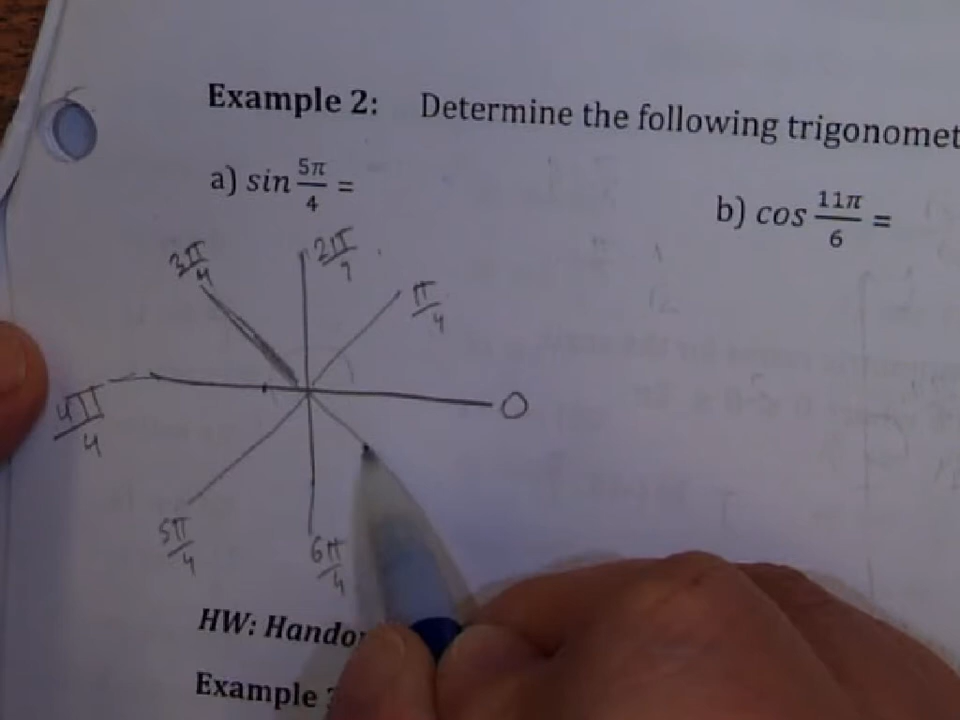 Example 2: Determine the following trigonomet
a) sin 5π/4 =
b) cos 11π/6 =
3π/4
2π/
π/4
4π/4
0
5π/4
6π/4
HW: Hando
Example